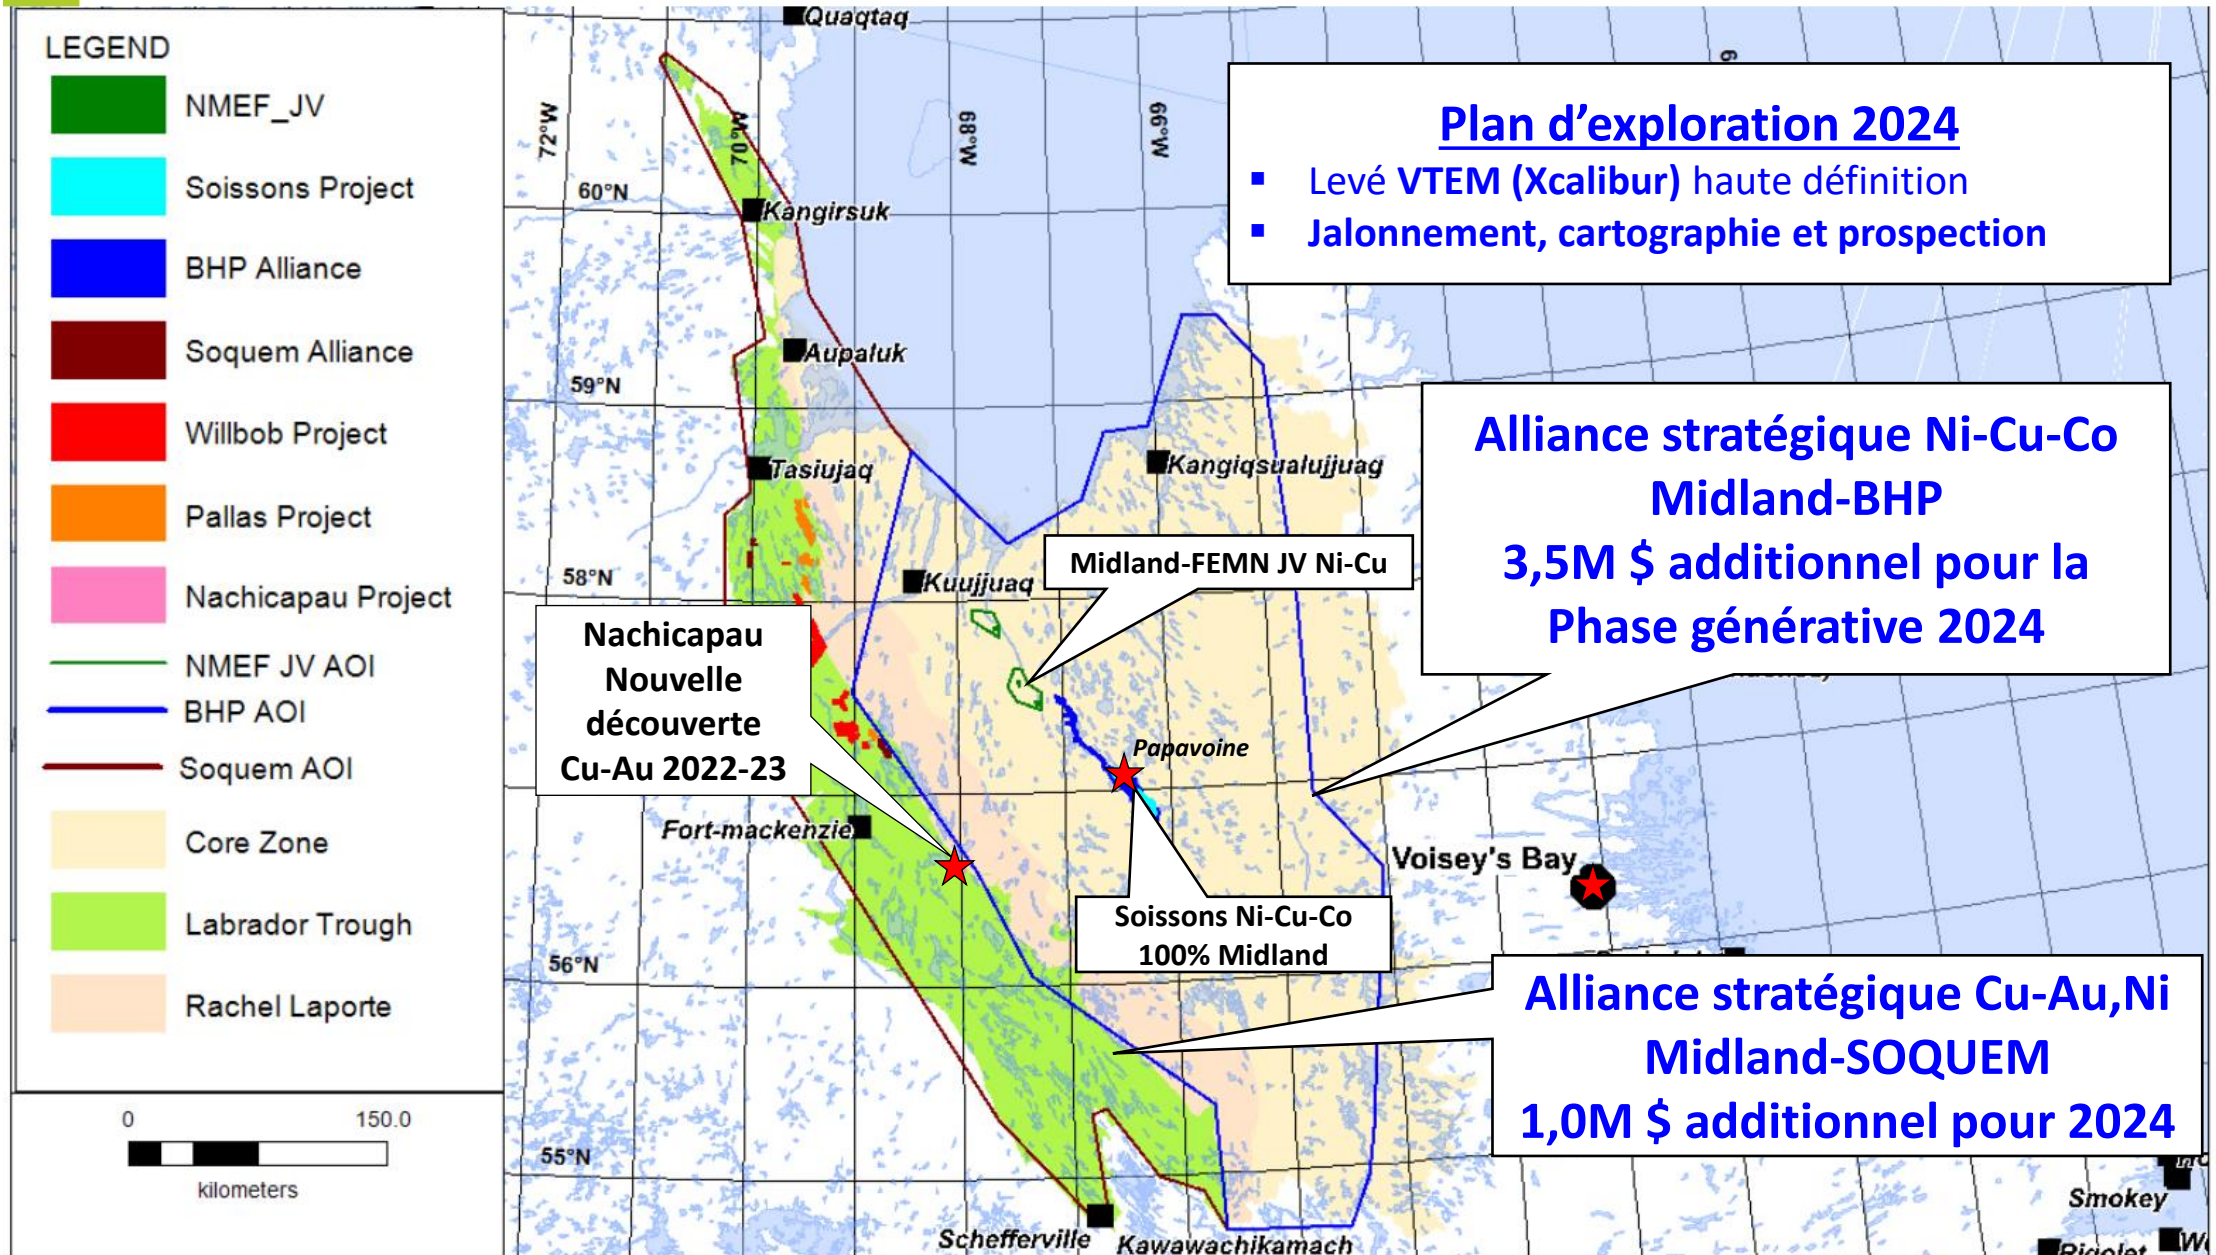 LEGEND
NMEF_JV
Soissons Project
BHP Alliance
Soquem Alliance
Willbob Project
Pallas Project
Nachicapau Project
NMEF JV AOI
BHP AOI
Soquem AOI
Core Zone
Labrador Trough
Rachel Laporte
0 150.0
kilometers
Quaqtaq
72°W
70°W
68°W
66°W
60°N
Kangirsuk
Plan d’exploration 2024
▪ Levé VTEM (Xcalibur) haute définition
▪ Jalonnement, cartographie et prospection
Aupaluk
59°N
Tasiujaq
Kangiqsualujjuaq
Alliance stratégique Ni-Cu-Co
Midland-BHP
3,5M $ additionnel pour la
Phase générative 2024
58°N
Kuujjuaq
Midland-FEMN JV Ni-Cu
Nachicapau
Nouvelle
découverte
Cu-Au 2022-23
Papavoine
Fort-mackenzie
Voisey's Bay
Soissons Ni-Cu-Co
100% Midland
56°N
Alliance stratégique Cu-Au,Ni
Midland-SOQUEM
1,0M $ additionnel pour 2024
55°N
Schefferville
Kawawachikamach
Smokey
Rigolet